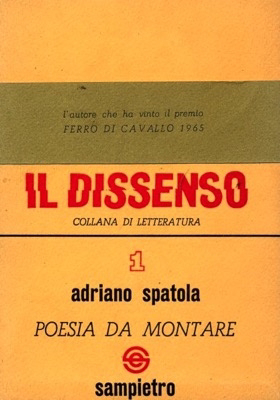 l'autore che ha vinto il premio
FERRO DI CAVALLO 1965
IL DISSENSO
COLLANA DI LETTERATURA
1
adriano spatola
POESIA DA MONTARE
sampietro